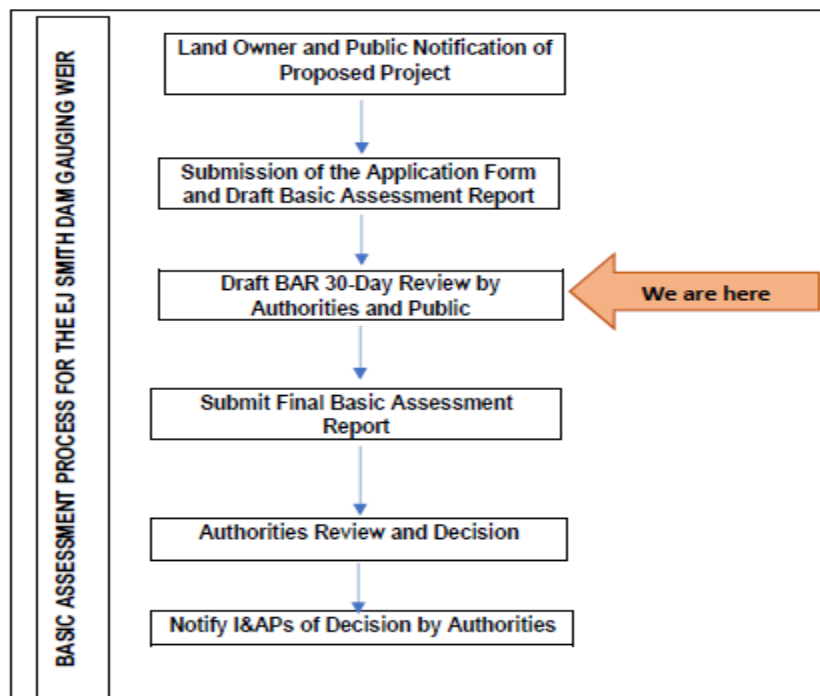 BASIC ASSESSMENT PROCESS FOR THE EJ SMITH DAM GAUGING WEIR
Land Owner and Public Notification of
Proposed Project
Submission of the Application Form
and Draft Basic Assessment Report
Draft BAR 30-Day Review by
Authorities and Public
We are here
Submit Final Basic Assessment
Report
Authorities Review and Decision
Notify I&APs of Decision by Authorities